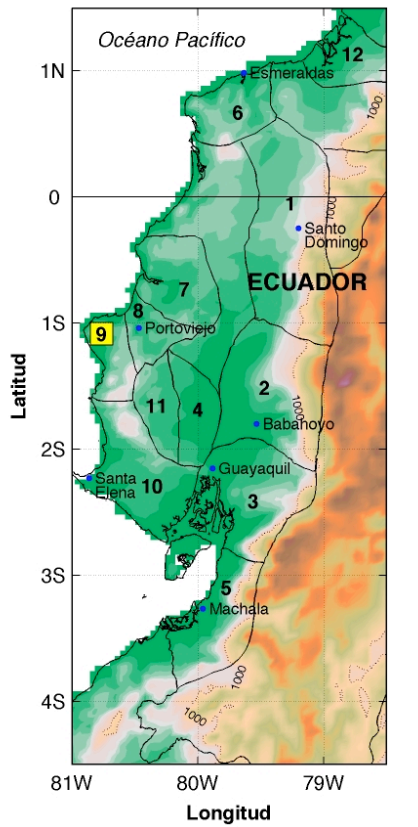 Océano Pacífico
12
1N
Esmeraldas
1000
6
0
1
1000
Santo
Domingo
ECUADOR
7
8
1S
9
Portoviejo
Latitud
2
11
4
1000
Babahoyo
2S
Guayaquil
Santa
Elena
10
3
3S
5
Machala
1000
1000
4S
81W
80W
79W
Longitud